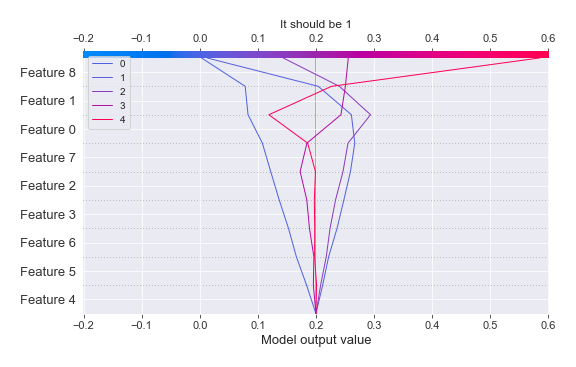 It should be 1
−0.2 −0.1 0.0 0.1 0.2 0.3 0.4 0.5 0.6
0
1
2
3
4
Feature 8
Feature 1
Feature 0
Feature 7
Feature 2
Feature 3
Feature 6
Feature 5
Feature 4
−0.2 −0.1 0.0 0.1 0.2 0.3 0.4 0.5 0.6
Model output value